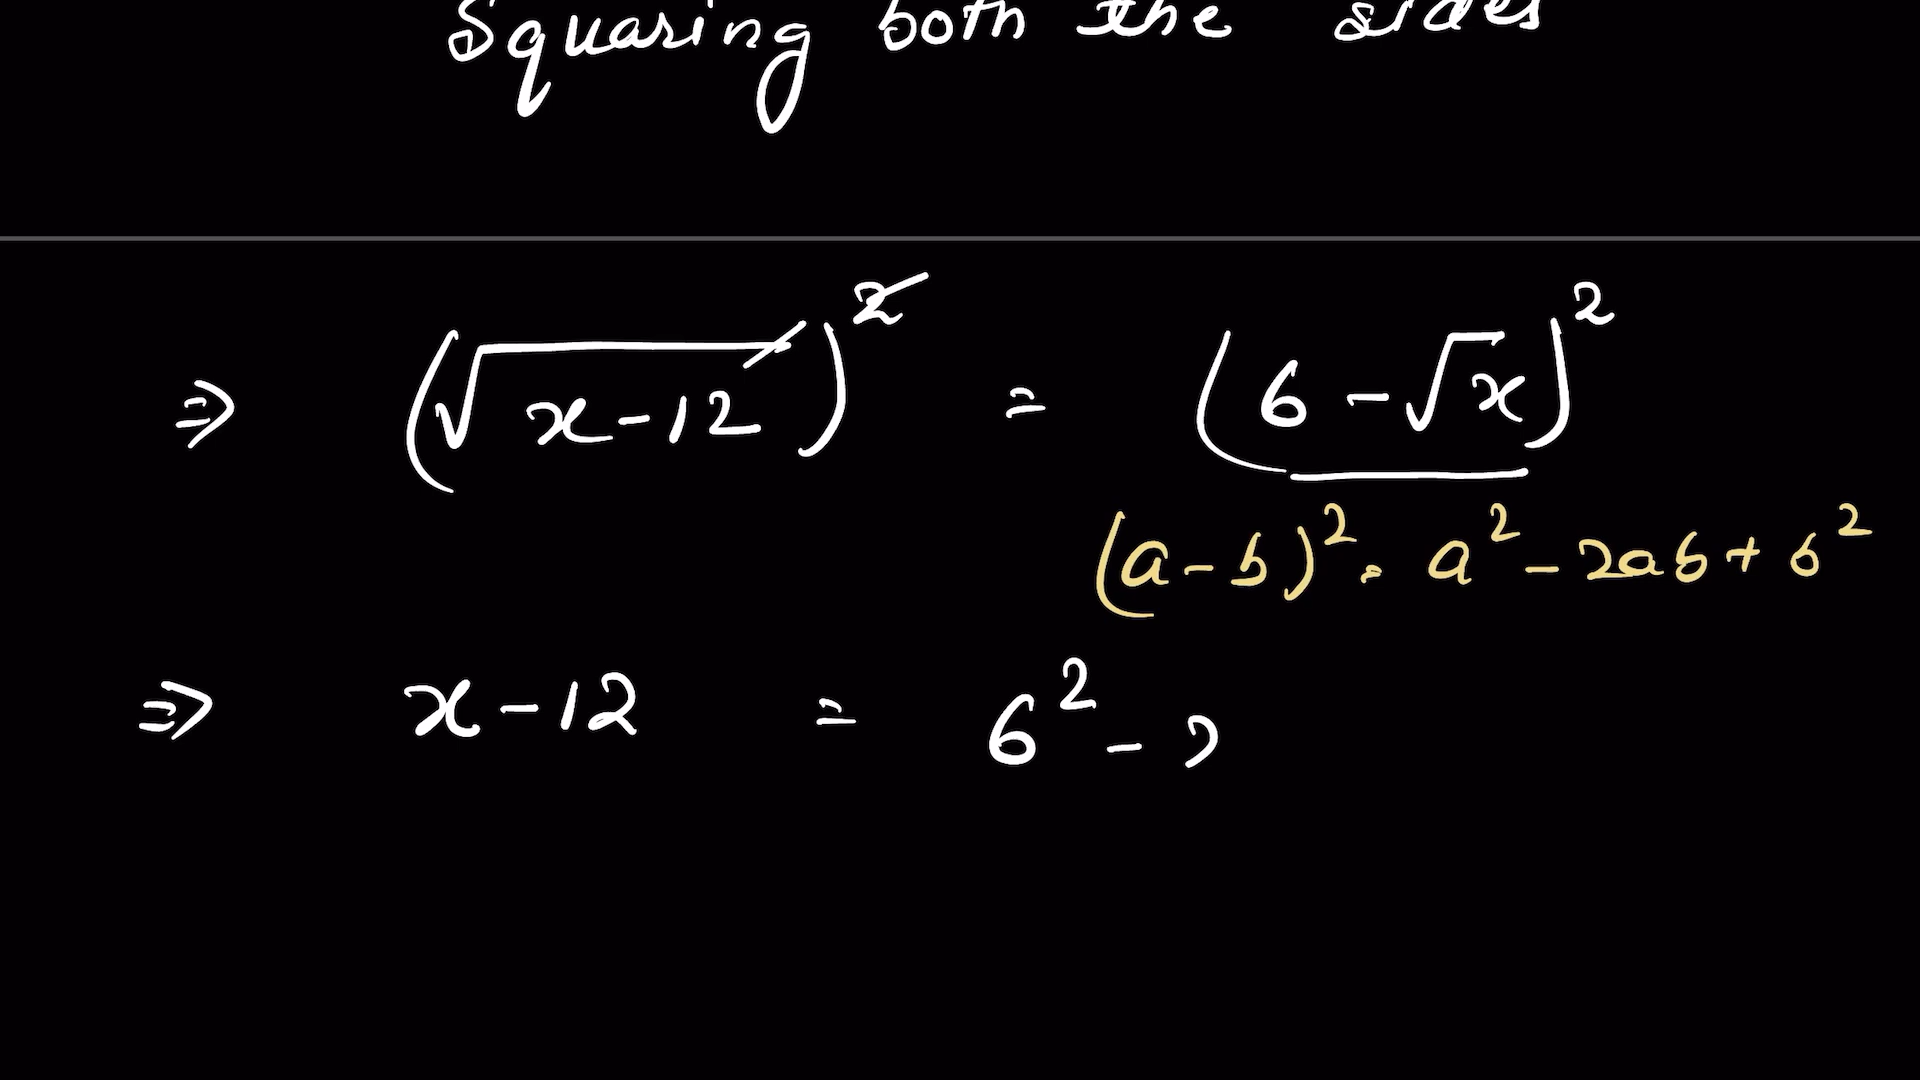 Squaring both the sides
⇒ (√x-12)² = (6-√x)²
(a-b)² = a²-2ab+b²
⇒ x-12 = 6² -